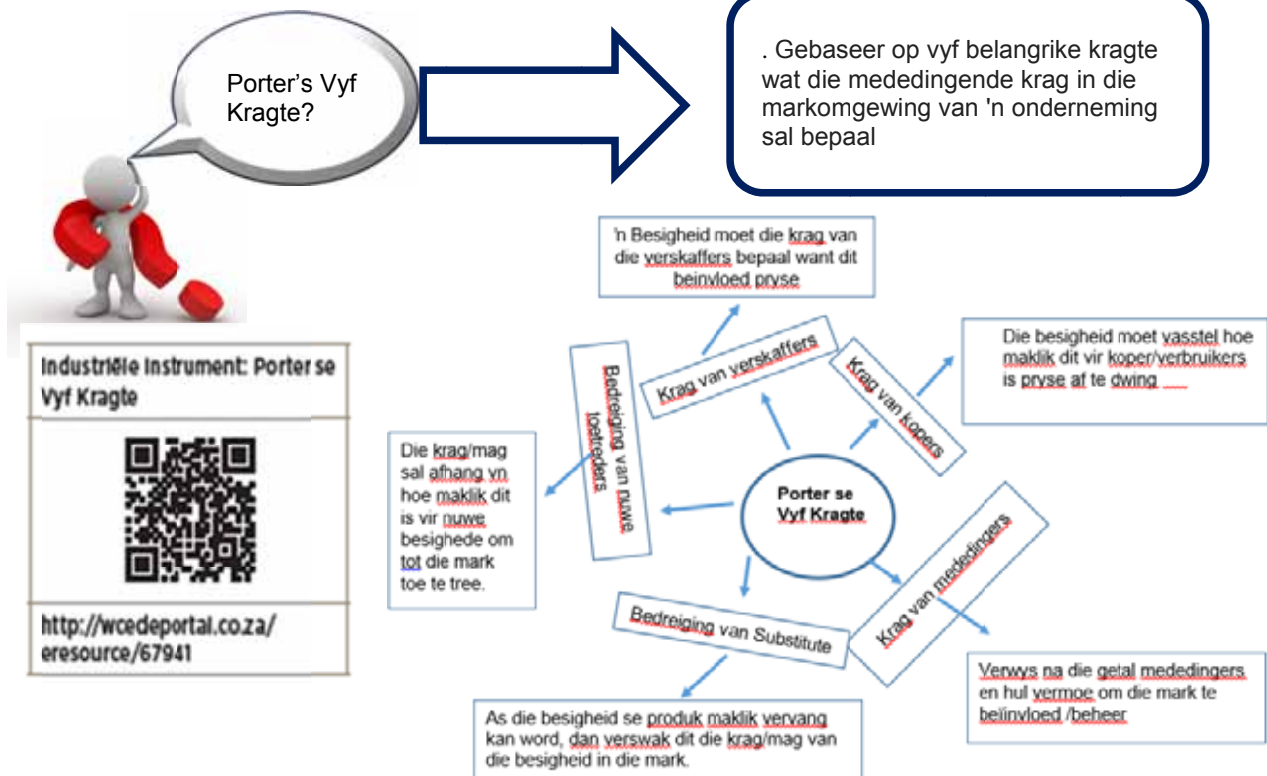 Porter's Vyf
Kragte?
. Gebaseer op vyf belangrike kragte
wat die mededingende krag in die
markomgewing van 'n onderneming
sal bepaal
'n Besigheid moet die krag van
die verskaffers bepaal want dit
beinvloed pryse
Krag van verskaffers
Krag van kopers
Die besigheid moet vasstel hoe
maklik dit vir koper/verbruikers
is pryse af te dwing
Bedreiging van nuwe
toetreders
Industriële Instrument: Porter se
Vyf Kragte
http://wcedeportal.co.za/
eresource/67941
Die krag/mag
sal afhang vn
hoe maklik dit
is vir nuwe
besighede om
tot die mark
toe te tree.
Porter se
Vyf Kragte
Krag van mededingers
Bedreiging van Substitute
Verwys na die getal mededingers
en hul vermoe om die mark te
beïnvloed /beheer
As die besigheid se produk maklik vervang
kan word, dan verswak dit die krag/mag van
die besigheid in die mark.